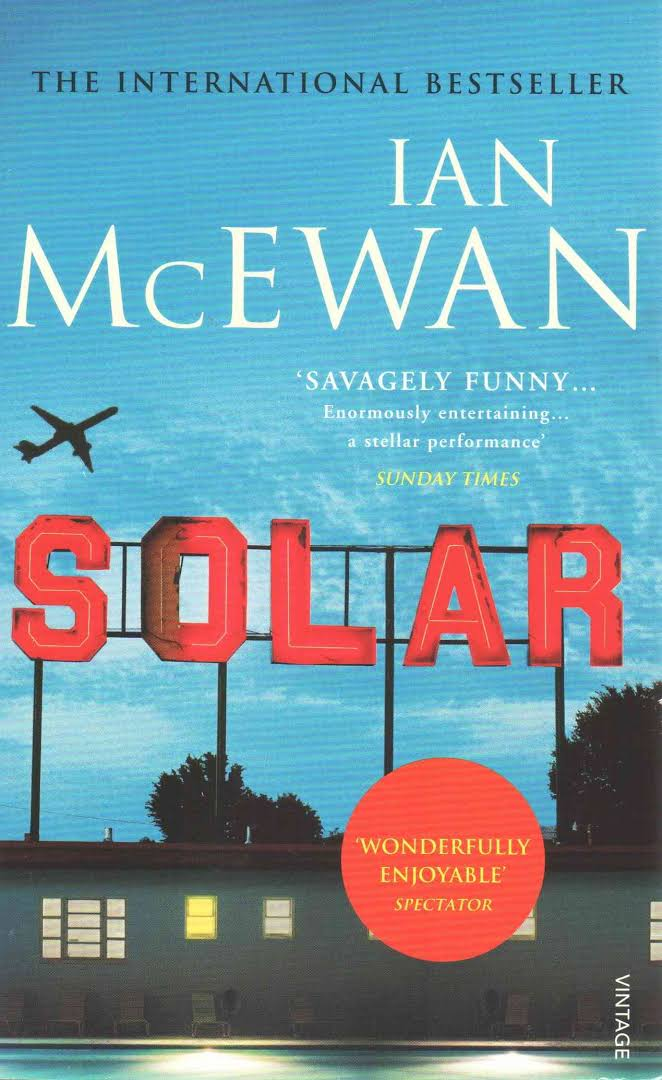 THE INTERNATIONAL BESTSELLER
IAN
McEWAN
‘SAVAGELY FUNNY...
Enormously entertaining...
a stellar performance’
SUNDAY TIMES
SOLAR
‘WONDERFULLY
ENJOYABLE’
SPECTATOR
VINTAGE